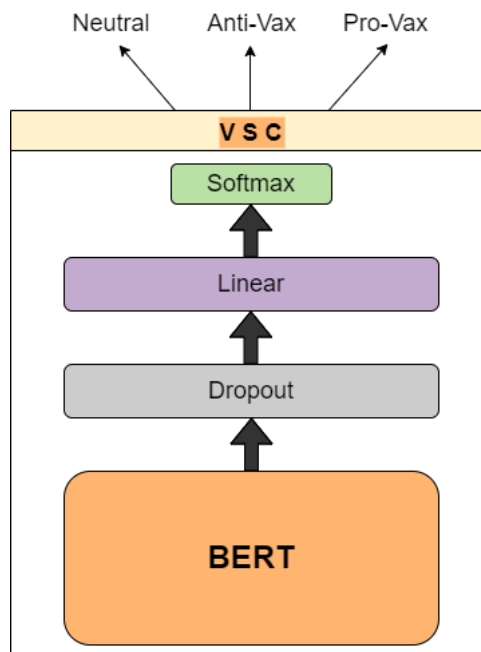 Neutral Anti-Vax Pro-Vax
V S C
Softmax
Linear
Dropout
BERT